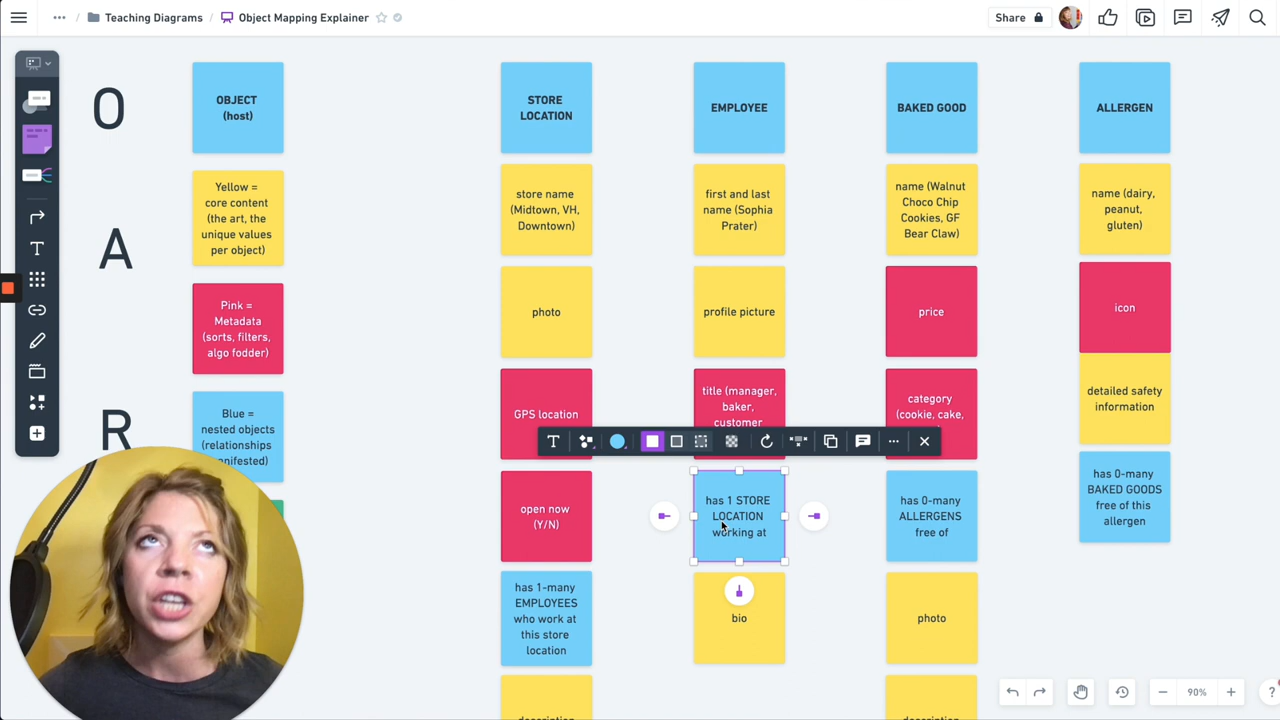 ... / Teaching Diagrams / Object Mapping Explainer
Share
O
A
R
OBJECT
(host)
Yellow =
core content
(the art, the
unique values
per object)
Pink =
Metadata
(sorts, filters,
algo fodder)
Blue =
nested objects
(relationships
STORE
LOCATION
store name
(Midtown, VH,
Downtown)
photo
GPS location
open now
(Y/N)
has 1-many
EMPLOYEES
who work at
this store
location
description
EMPLOYEE
first and last
name (Sophia
Prater)
profile picture
title (manager,
baker,
customer
T
has 1 STORE
LOCATION
working at
bio
BAKED GOOD
name (Walnut
Choco Chip
Cookies, GF
Bear Claw)
price
category
(cookie, cake,
has 0-many
ALLERGENS
free of
photo
description
ALLERGEN
name (dairy,
peanut,
gluten)
icon
detailed safety
information
has 0-many
BAKED GOODS
free of this
allergen
T
90%
?